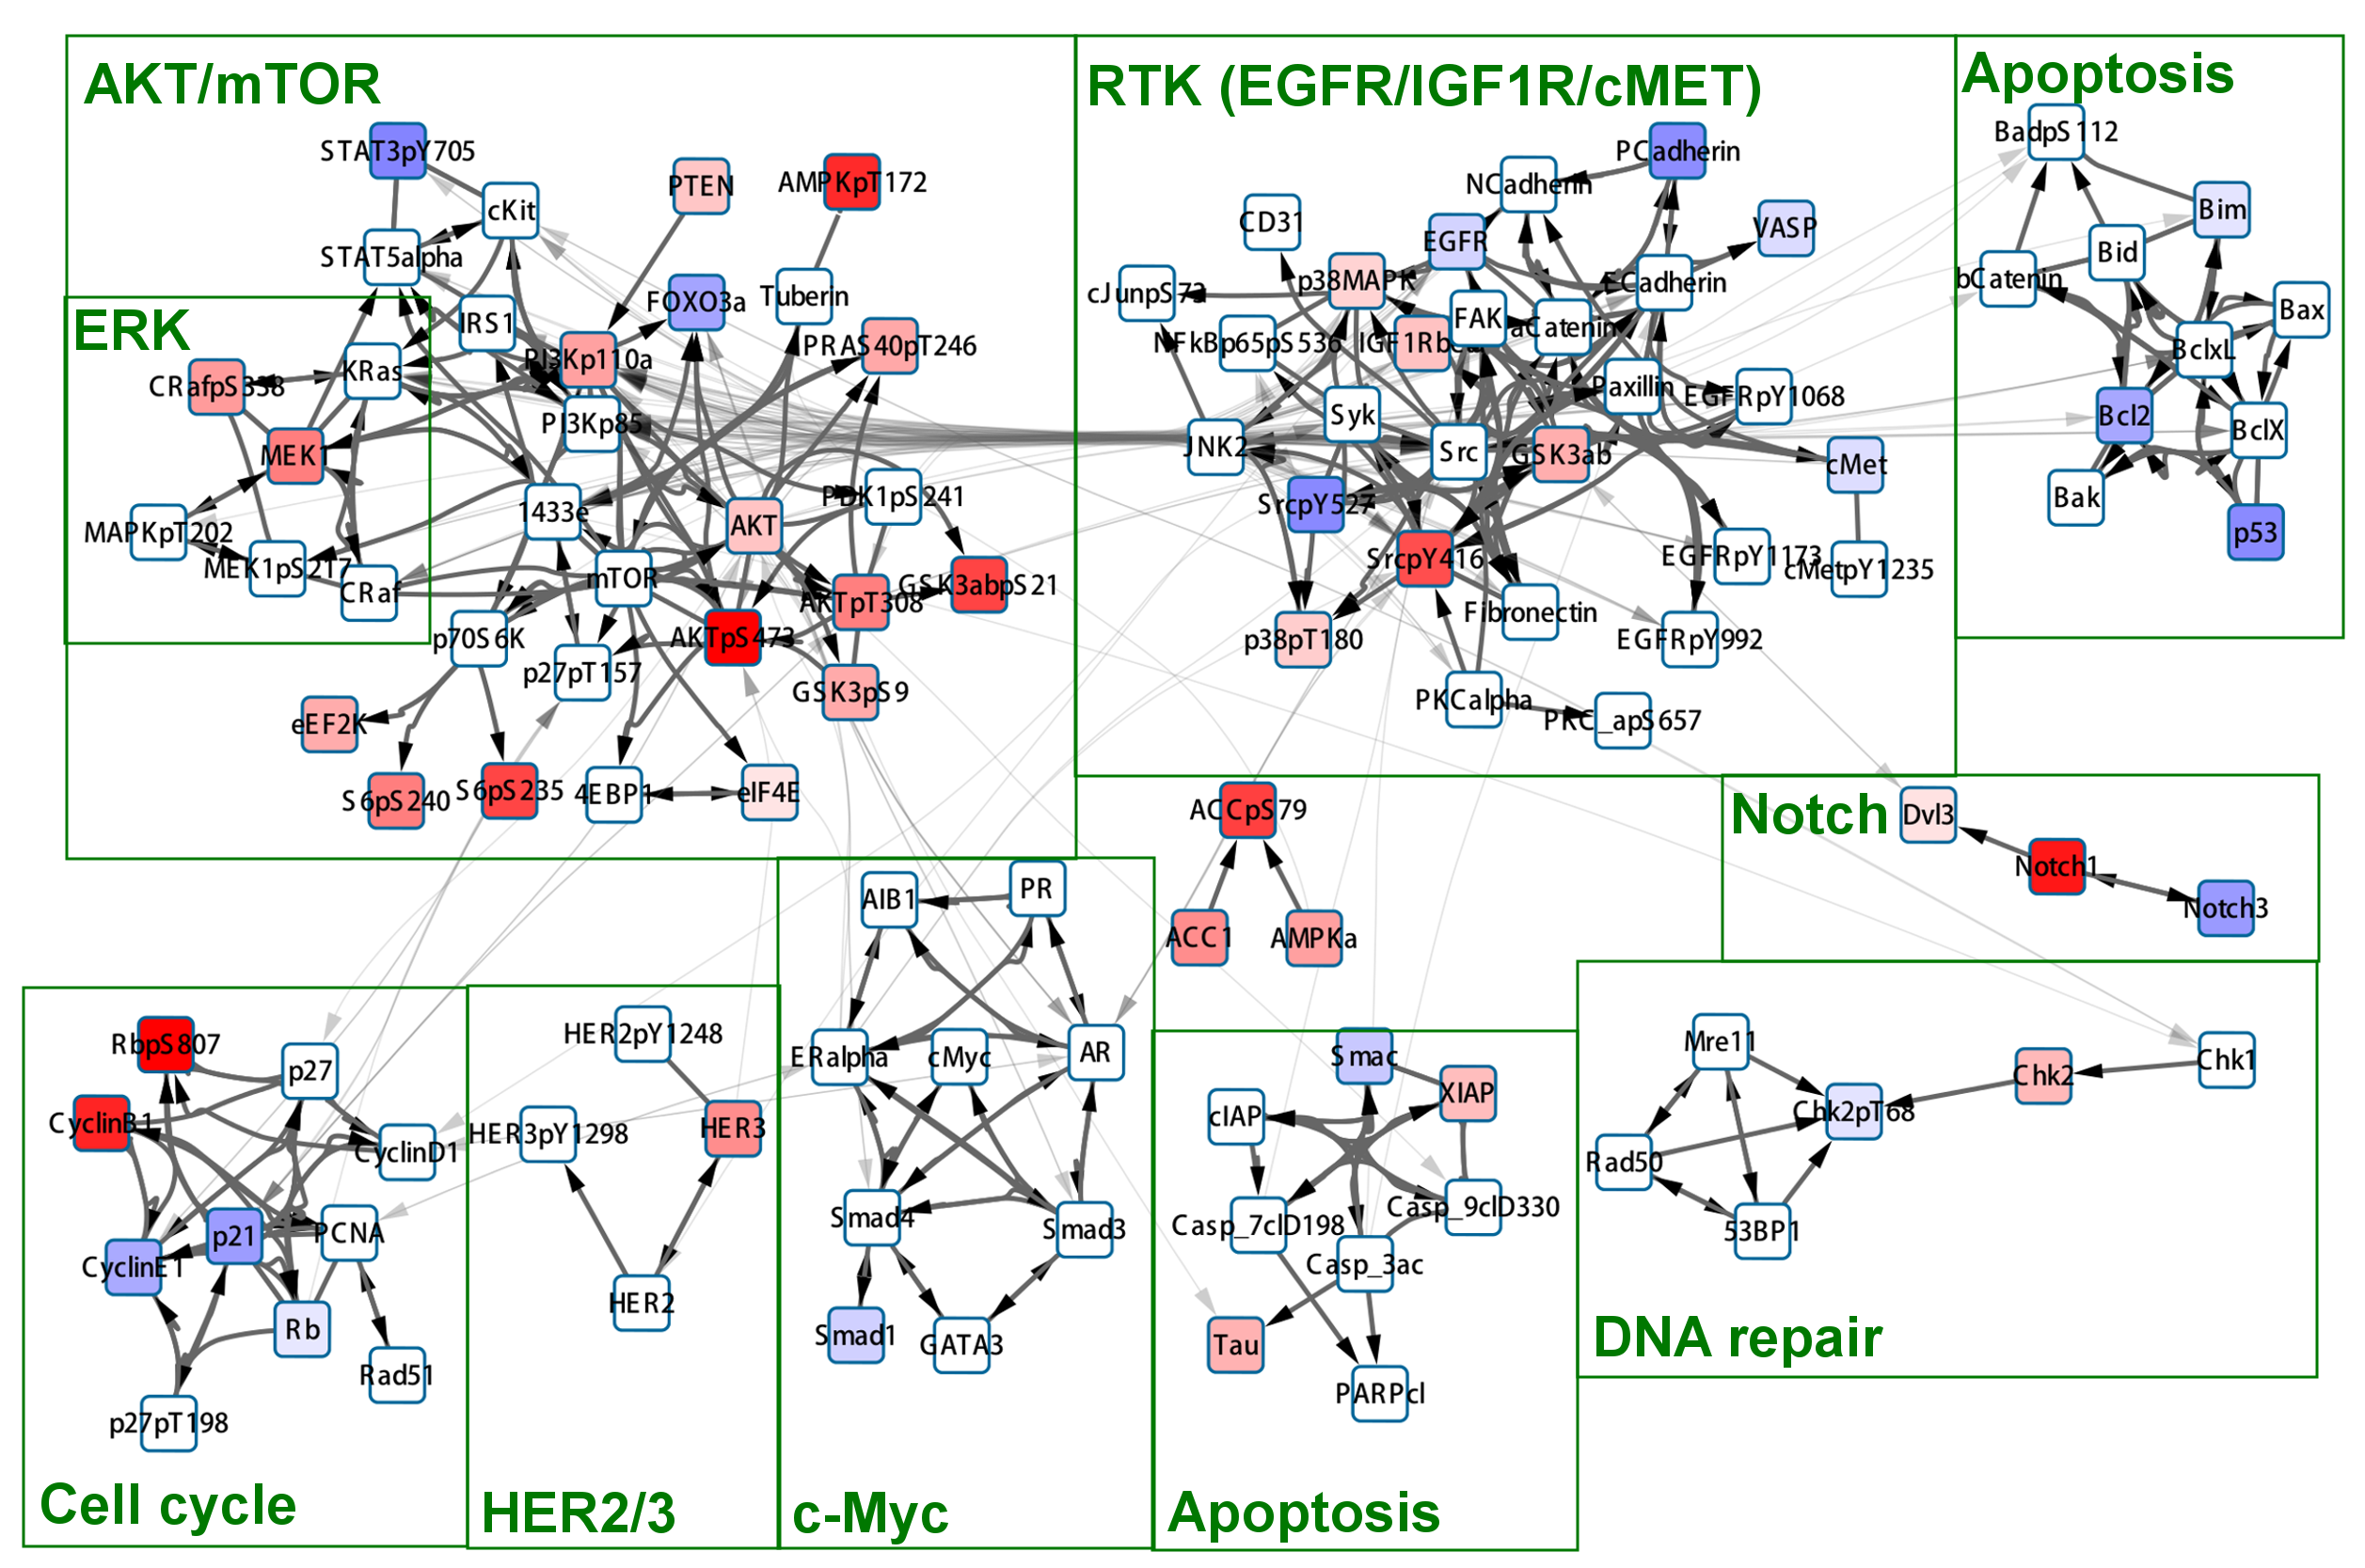 AKT/mTOR
STAT3pY705
PTEN
AMPKpT172
cKit
STAT5alpha
FOXO3a
Tuberin
IRS1
PI3Kp110a
PRAS40pT246
ERK
CRafpS338
KRas
PI3Kp85
MEK1
1433e
AKT
PDK1pS241
MAPKpT202
MEK1pS217
CRaf
mTOR
AKTpT308
GSK3abpS21
p70S6K
p27pT157
AKTpS473
GSK3pS9
eEF2K
S6pS240
S6pS235
4EBP1
eIF4E
RTK (EGFR/IGF1R/cMET)
PCadherin
NCadherin
CD31
EGFR
VASP
cJunpS73
p38MAPK
ECadherin
FAK
aCatenin
NFkBp65pS536
Paxillin
EGFRpY1068
Syk
JNK2
Src
GSK3ab
cMet
SrcpY527
SrcpY416
EGFRpY1173
cMetpY1235
Fibronectin
p38pT180
EGFRpY992
PKCalpha
PKC_apS657
Apoptosis
BadpS112
Bim
Bid
bCatenin
Bax
BclxL
Bcl2
BclX
Bak
p53
ACCpS79
ACC1
AMPKa
Notch
Dvl3
Notch1
Notch3
Cell cycle
RbpS807
p27
CyclinB1
CyclinD1
p21
PCNA
CyclinE1
Rb
Rad51
p27pT198
HER2/3
HER2pY1248
HER3pY1298
HER3
HER2
c-Myc
AIB1
PR
ERalpha
cMyc
AR
Smad4
Smad3
Smad1
GATA3
Apoptosis
Smac
XIAP
cIAP
Casp_7clD198
Casp_9clD330
Casp_3ac
Tau
PARPcl
DNA repair
Mre11
Chk2
Chk1
Chk2pT68
Rad50
53BP1